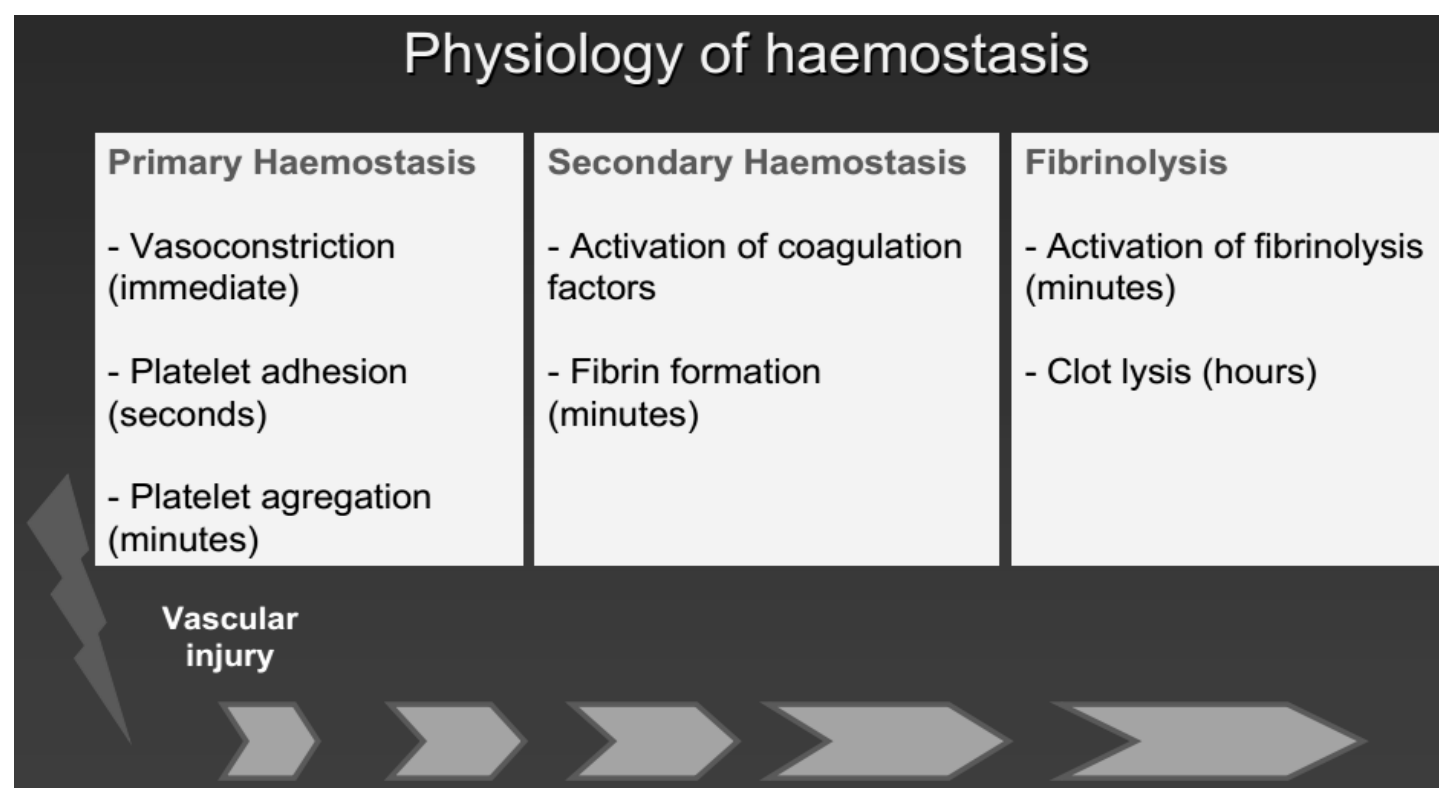 Physiology of haemostasis
Primary Haemostasis
- Vasoconstriction
(immediate)
- Platelet adhesion
(seconds)
- Platelet agregation
(minutes)
Secondary Haemostasis
- Activation of coagulation
factors
- Fibrin formation
(minutes)
Fibrinolysis
- Activation of fibrinolysis
(minutes)
- Clot lysis (hours)
Vascular
injury